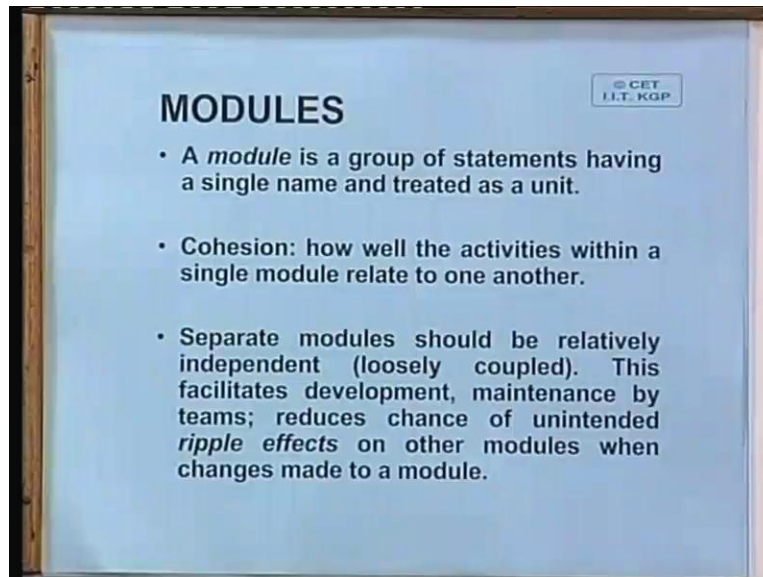 © CET
I.I.T. KGP
MODULES
• A module is a group of statements having
a single name and treated as a unit.
• Cohesion: how well the activities within a
single module relate to one another.
• Separate modules should be relatively
independent (loosely coupled). This
facilitates development, maintenance by
teams; reduces chance of unintended
ripple effects on other modules when
changes made to a module.